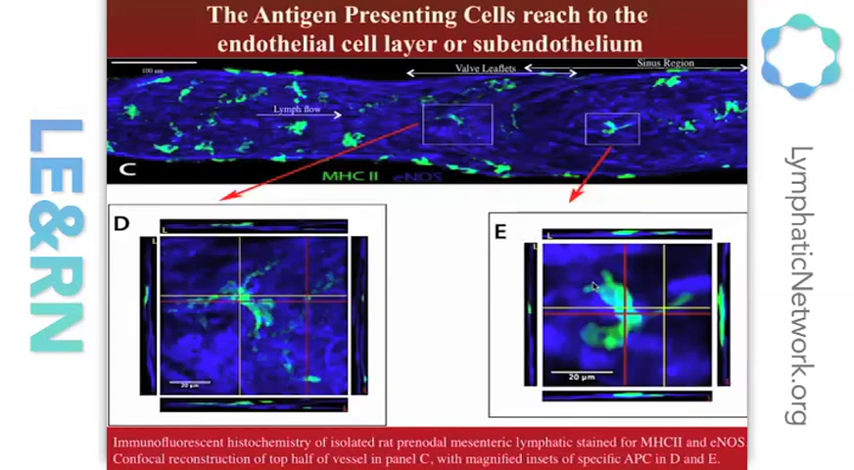 The Antigen Presenting Cells reach to the
endothelial cell layer or subendothelium
100 µm
Valve Leaflets
Sinus Region
Lymph flow
C
MHC II eNOS
D
L
L
20 µm
L
E
L
L
20 µm
L
Immunofluorescent histochemistry of isolated rat prenodal mesenteric lymphatic stained for MHCII and eNOS.
Confocal reconstruction of top half of vessel in panel C, with magnified insets of specific APC in D and E.
LE&RN
LymphaticNetwork.org